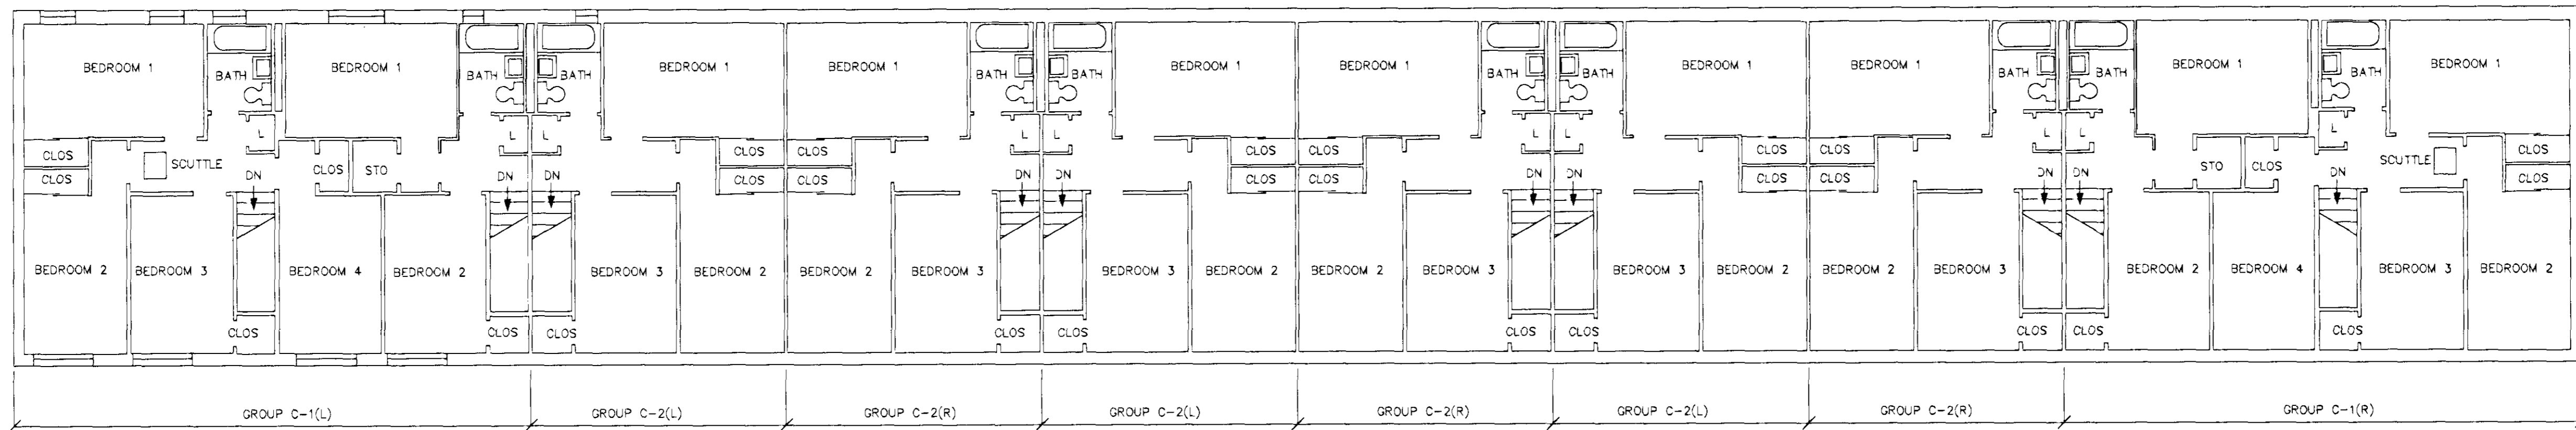 BEDROOM 1 BATH BEDROOM 1 BATH BATH BEDROOM 1 BEDROOM 1 BATH BATH BEDROOM 1 BEDROOM 1 BATH BATH BEDROOM 1 BEDROOM 1 BATH BATH BEDROOM 1 BATH BEDROOM 1
L L L L L L L L L L
CLOS SCUTTLE CLOS STO CLOS CLOS CLOS CLOS CLOS CLOS STO CLOS SCUTTLE CLOS
CLOS DN DN DN CLOS CLOS DN DN CLOS CLOS DN DN CLOS CLOS DN DN DN CLOS
BEDROOM 2 BEDROOM 3 BEDROOM 4 BEDROOM 2 BEDROOM 3 BEDROOM 2 BEDROOM 2 BEDROOM 3 BEDROOM 3 BEDROOM 2 BEDROOM 2 BEDROOM 3 BEDROOM 3 BEDROOM 2 BEDROOM 2 BEDROOM 3 BEDROOM 2 BEDROOM 4 BEDROOM 3 BEDROOM 2
CLOS CLOS CLOS CLOS CLOS CLOS CLOS CLOS CLOS CLOS
GROUP C-1(L) GROUP C-2(L) GROUP C-2(R) GROUP C-2(L) GROUP C-2(R) GROUP C-2(L) GROUP C-2(R) GROUP C-1(R)